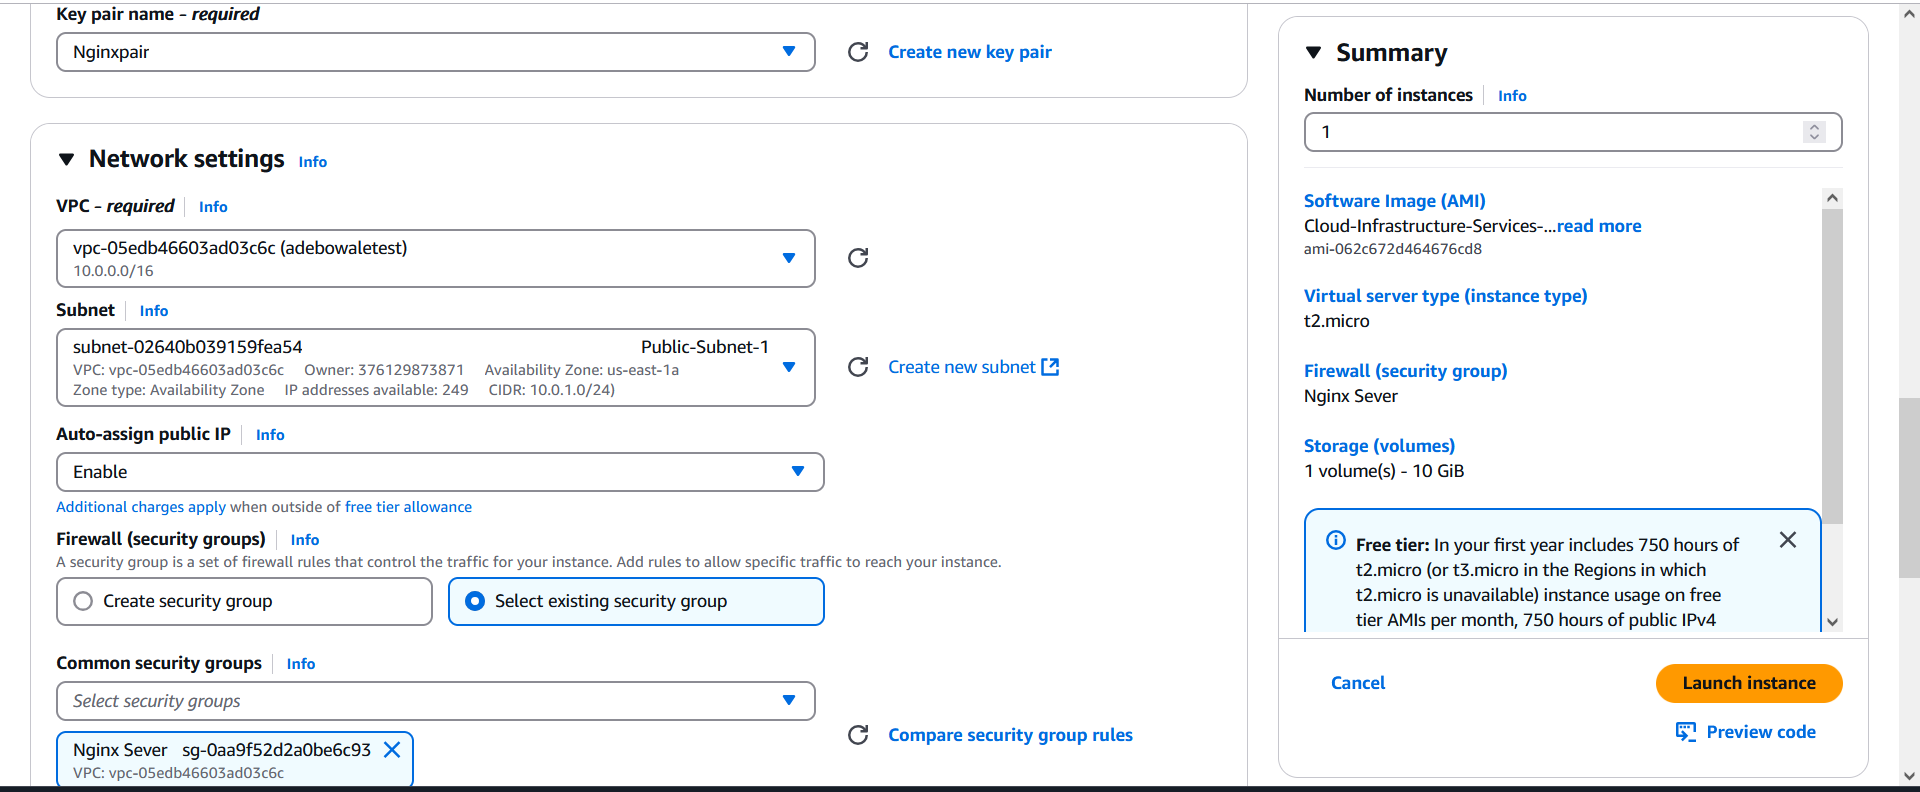 Key pair name - required
Nginxpair
Create new key pair
Network settings Info
VPC - required Info
vpc-05edb46603ad03c6c (adebowaletest)
10.0.0.0/16
Subnet Info
subnet-02640b039159fea54 Public-Subnet-1
VPC: vpc-05edb46603ad03c6c Owner: 376129873871 Availability Zone: us-east-1a
Zone type: Availability Zone IP addresses available: 249 CIDR: 10.0.1.0/24)
Create new subnet
Auto-assign public IP Info
Enable
Additional charges apply when outside of free tier allowance
Firewall (security groups) Info
A security group is a set of firewall rules that control the traffic for your instance. Add rules to allow specific traffic to reach your instance.
Create security group
Select existing security group
Common security groups Info
Select security groups
Nginx Sever sg-0aa9f52d2a0be6c93
VPC: vpc-05edb46603ad03c6c
Compare security group rules
Summary
Number of instances Info
1
Software Image (AMI)
Cloud-Infrastructure-Services-...read more
ami-062c672d464676cd8
Virtual server type (instance type)
t2.micro
Firewall (security group)
Nginx Sever
Storage (volumes)
1 volume(s) - 10 GiB
Free tier: In your first year includes 750 hours of
t2.micro (or t3.micro in the Regions in which
t2.micro is unavailable) instance usage on free
tier AMIs per month, 750 hours of public IPv4
Cancel
Launch instance
Preview code